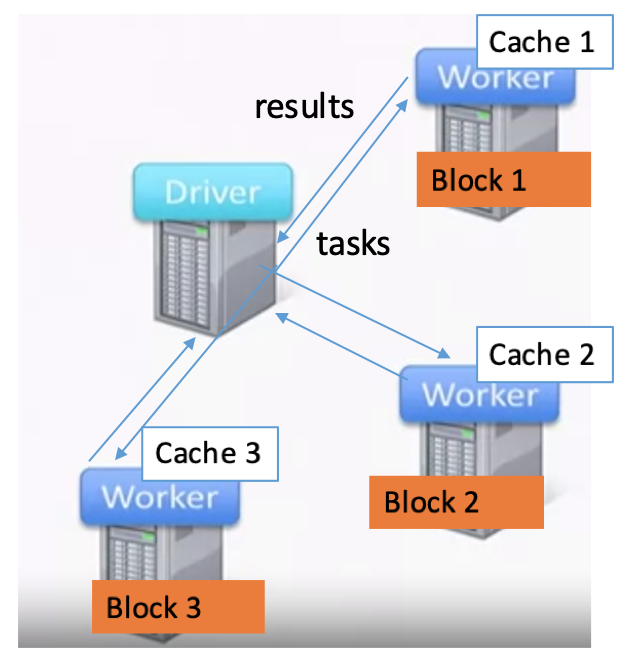 Cache 1
Worker
results
Block 1
Driver
tasks
Cache 2
Worker
Cache 3
Block 2
Worker
Block 3